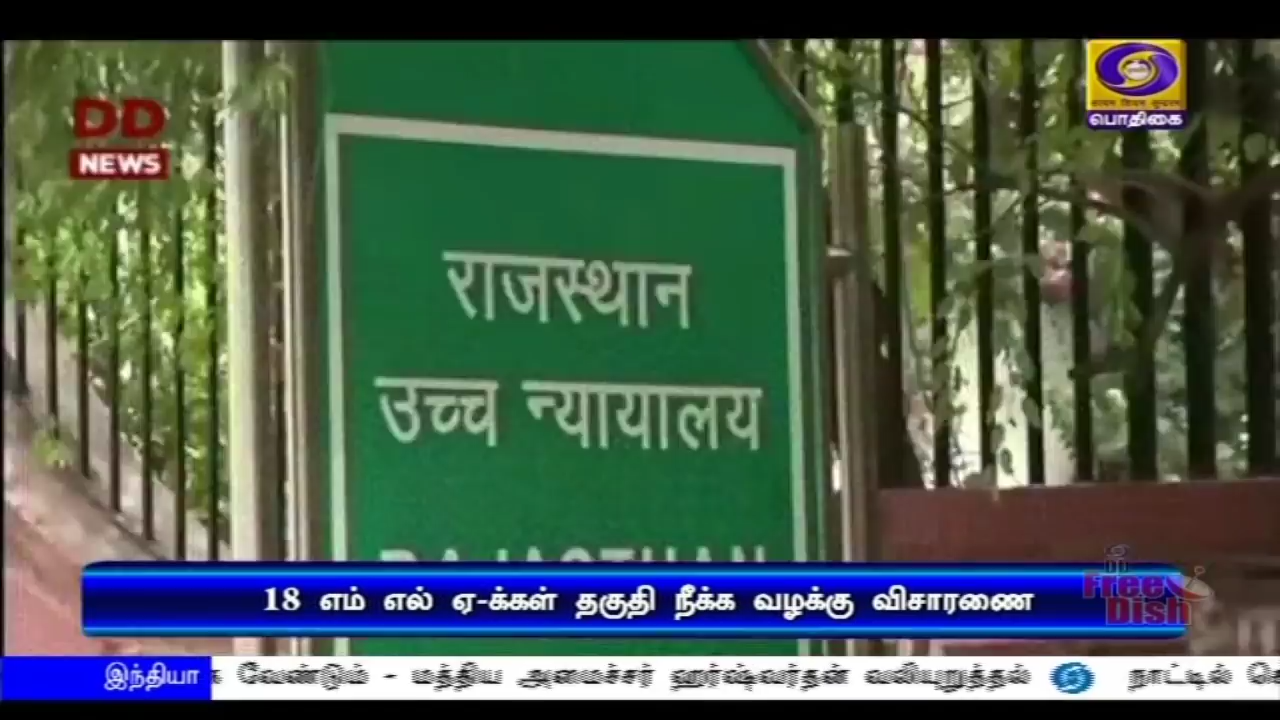 DD
NEWS
பொதிகை
राजस्थान
उच्च न्यायालय
RAJASTHAN
18 எம் எல் ஏ-க்கள் தகுதி நீக்க வழக்கு விசாரணை
Free
Dish
இந்தியா
வேண்டும் - மத்திய அமைச்சர் ஹர்ஷ்வர்தன் வலியுறுத்தல்
நாட்டில்